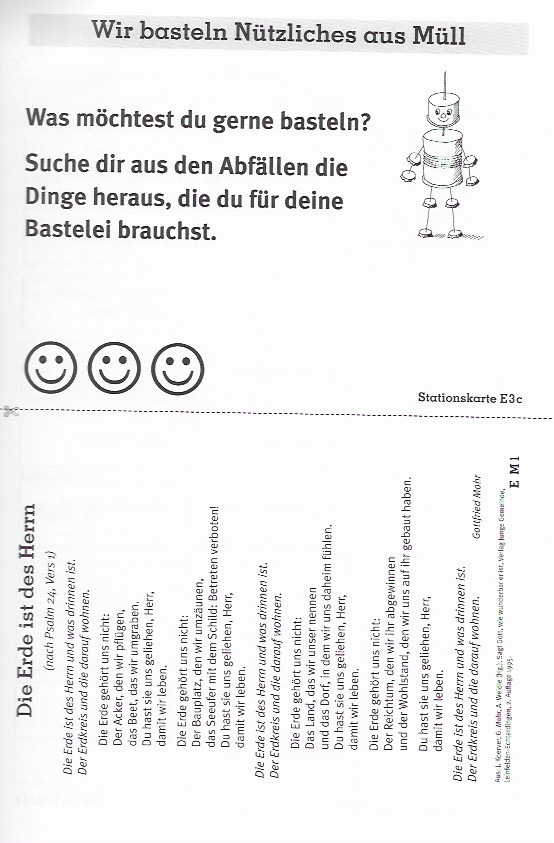 Wir basteln Nützliches aus Müll
Was möchtest du gerne basteln?
Suche dir aus den Abfällen die
Dinge heraus, die du für deine
Bastelei brauchst.
Stationskarte E3c
Die Erde ist des Herrn
(nach Psalm 24, Vers 1)
Die Erde ist des Herrn und was drinnen ist.
Der Erdkreis und die darauf wohnen.
Die Erde gehört uns nicht:
Der Acker, den wir pflügen,
das Beet, das wir umgraben.
Du hast sie uns geliehen, Herr,
damit wir leben.
Die Erde gehört uns nicht:
Der Bauplatz, den wir umzäunen,
das Seeufer mit dem Schild: Betreten verboten!
Du hast sie uns geliehen, Herr,
damit wir leben.
Die Erde ist des Herrn und was drinnen ist.
Der Erdkreis und die darauf wohnen.
Die Erde gehört uns nicht:
Das Land, das wir unser nennen
und das Dorf, in dem wir uns daheim fühlen.
Du hast sie uns geliehen, Herr,
damit wir leben.
Die Erde gehört uns nicht:
Der Reichtum, den wir ihr abgewinnen
und der Wohlstand, den wir uns auf ihr gebaut haben.
Du hast sie uns geliehen, Herr,
damit wir leben.
Die Erde ist des Herrn und was drinnen ist.
Der Erdkreis und die darauf wohnen.
Gottfried Mohr
Aus: J. Koerver, G. Mohr, A. Weidle (Hg.), Sagt Gott, wie wunderbar er ist, Verlag Junge Gemeinde,
Leinfelden-Echterdingen, 2. Auflage 1995.
E M1